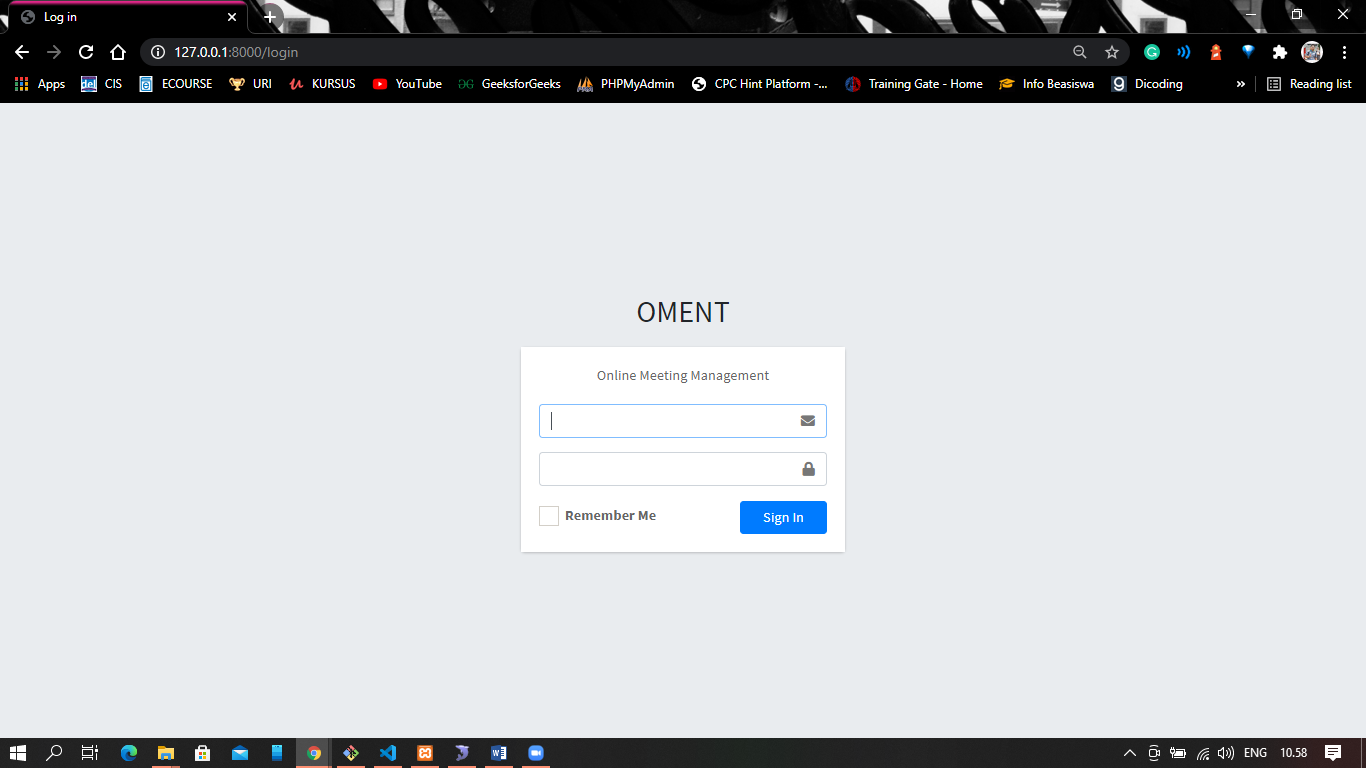 Log in
127.0.0.1:8000/login
Apps del CIS ECOURSE URI KURSUS YouTube GeeksforGeeks PHPMyAdmin CPC Hint Platform -... Training Gate - Home Info Beasiswa Dicoding » Reading list
OMENT
Online Meeting Management
Remember Me Sign In
ENG 10.58